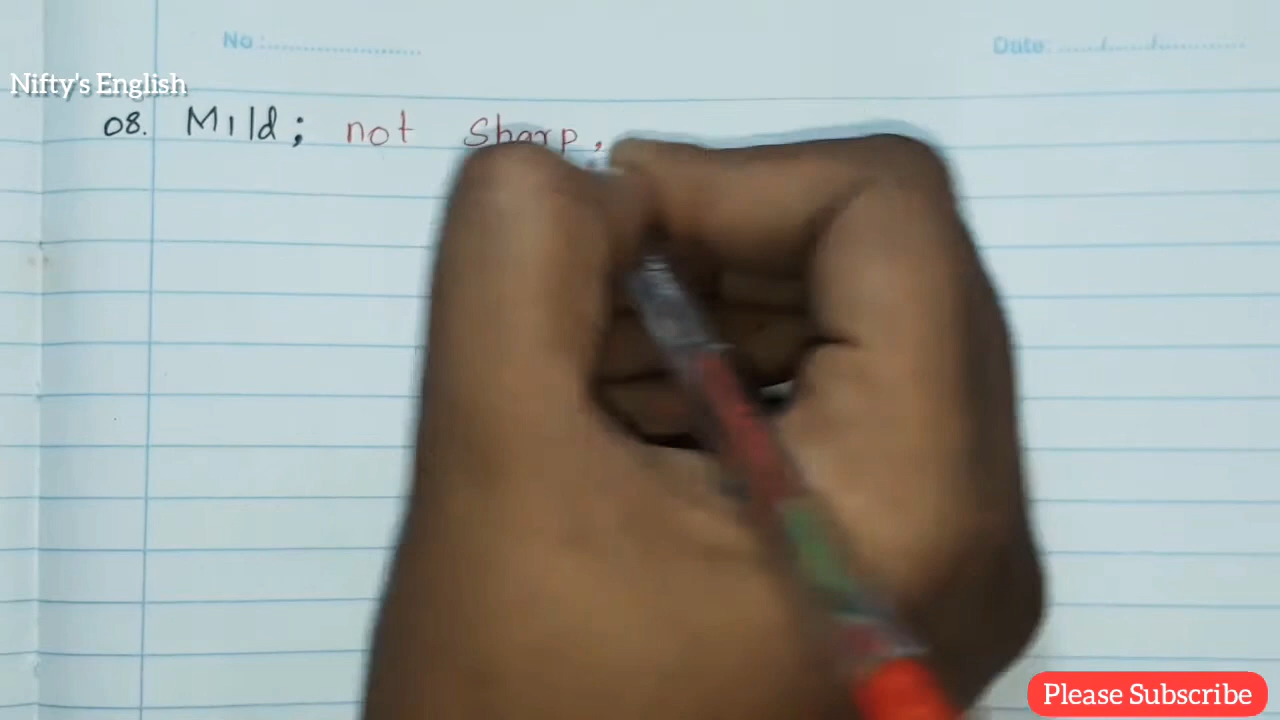 No :
Date: ....../....../............
Nifty's English
08. Mild; not Sharp,
Please Subscribe